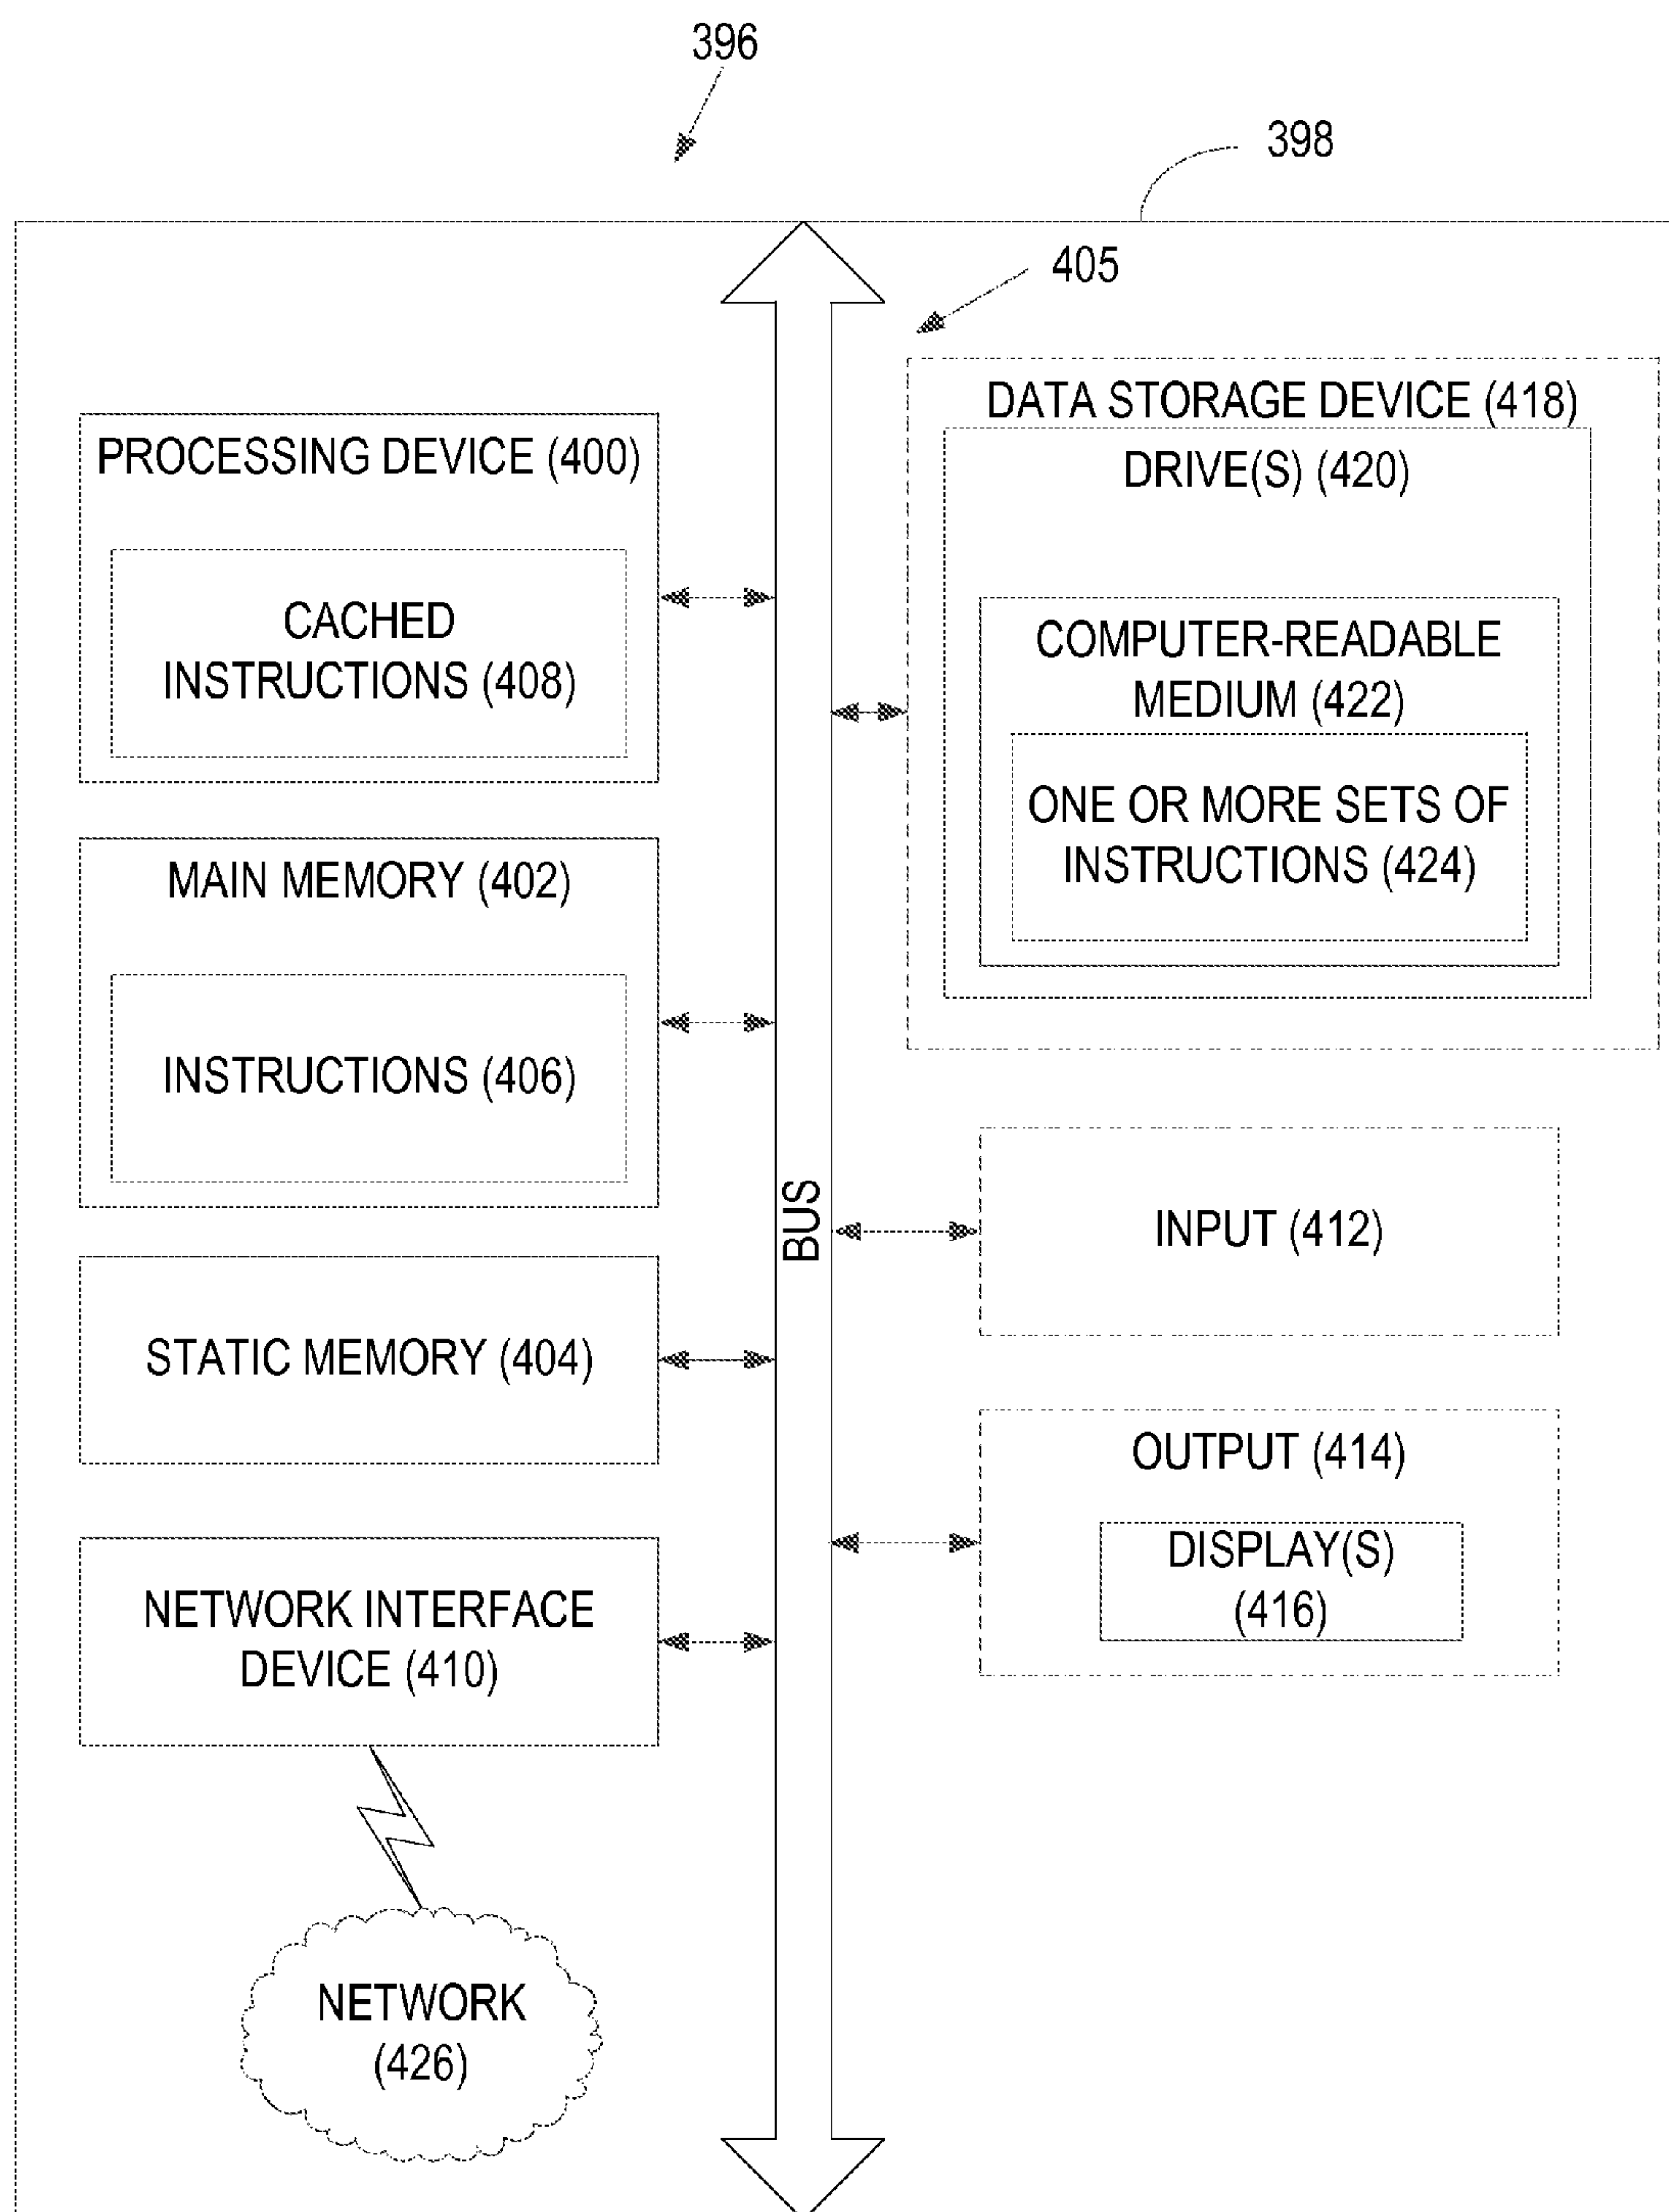 396
398
405
PROCESSING DEVICE (400)
CACHED
INSTRUCTIONS (408)
MAIN MEMORY (402)
INSTRUCTIONS (406)
STATIC MEMORY (404)
NETWORK INTERFACE
DEVICE (410)
NETWORK
(426)
BUS
DATA STORAGE DEVICE (418)
DRIVE(S) (420)
COMPUTER-READABLE
MEDIUM (422)
ONE OR MORE SETS OF
INSTRUCTIONS (424)
INPUT (412)
OUTPUT (414)
DISPLAY(S)
(416)